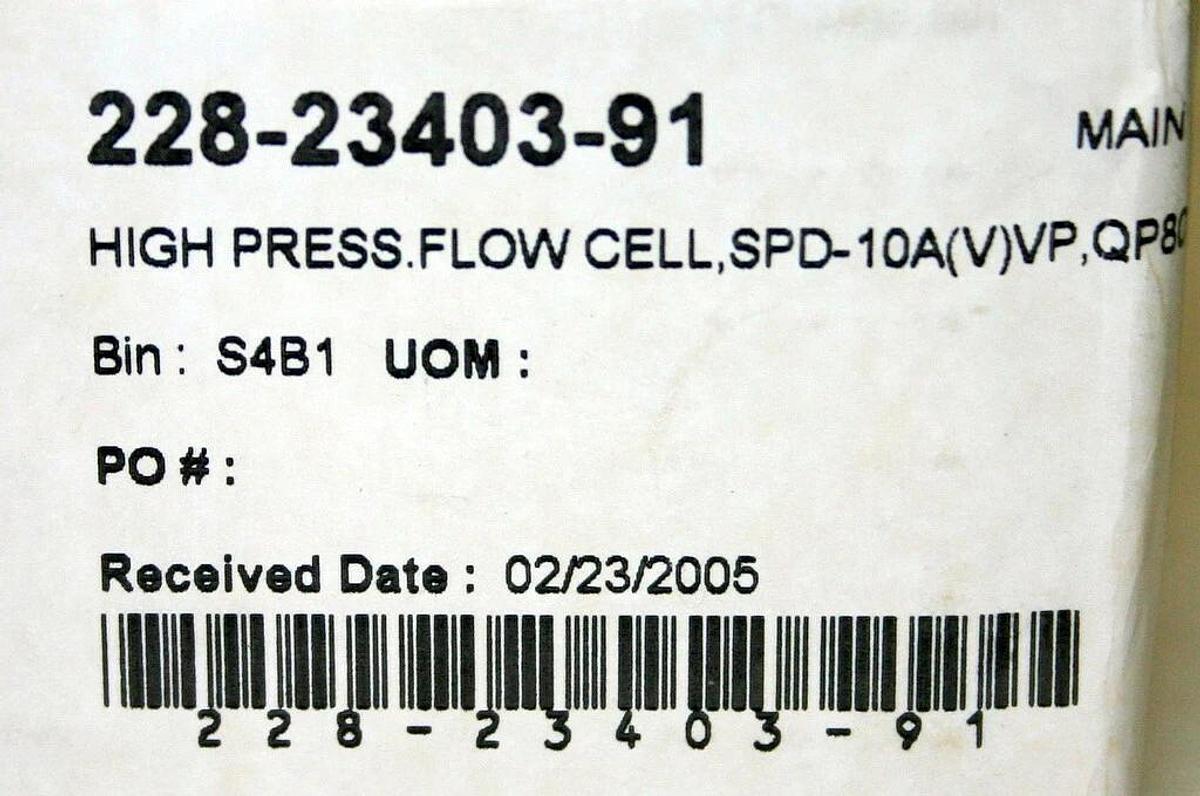 228-23403-91 MAIN
HIGH PRESS.FLOW CELL,SPD-10A(V)VP,QP80
Bin : S4B1 UOM :
PO # :
Received Date : 02/23/2005
228-23403-91